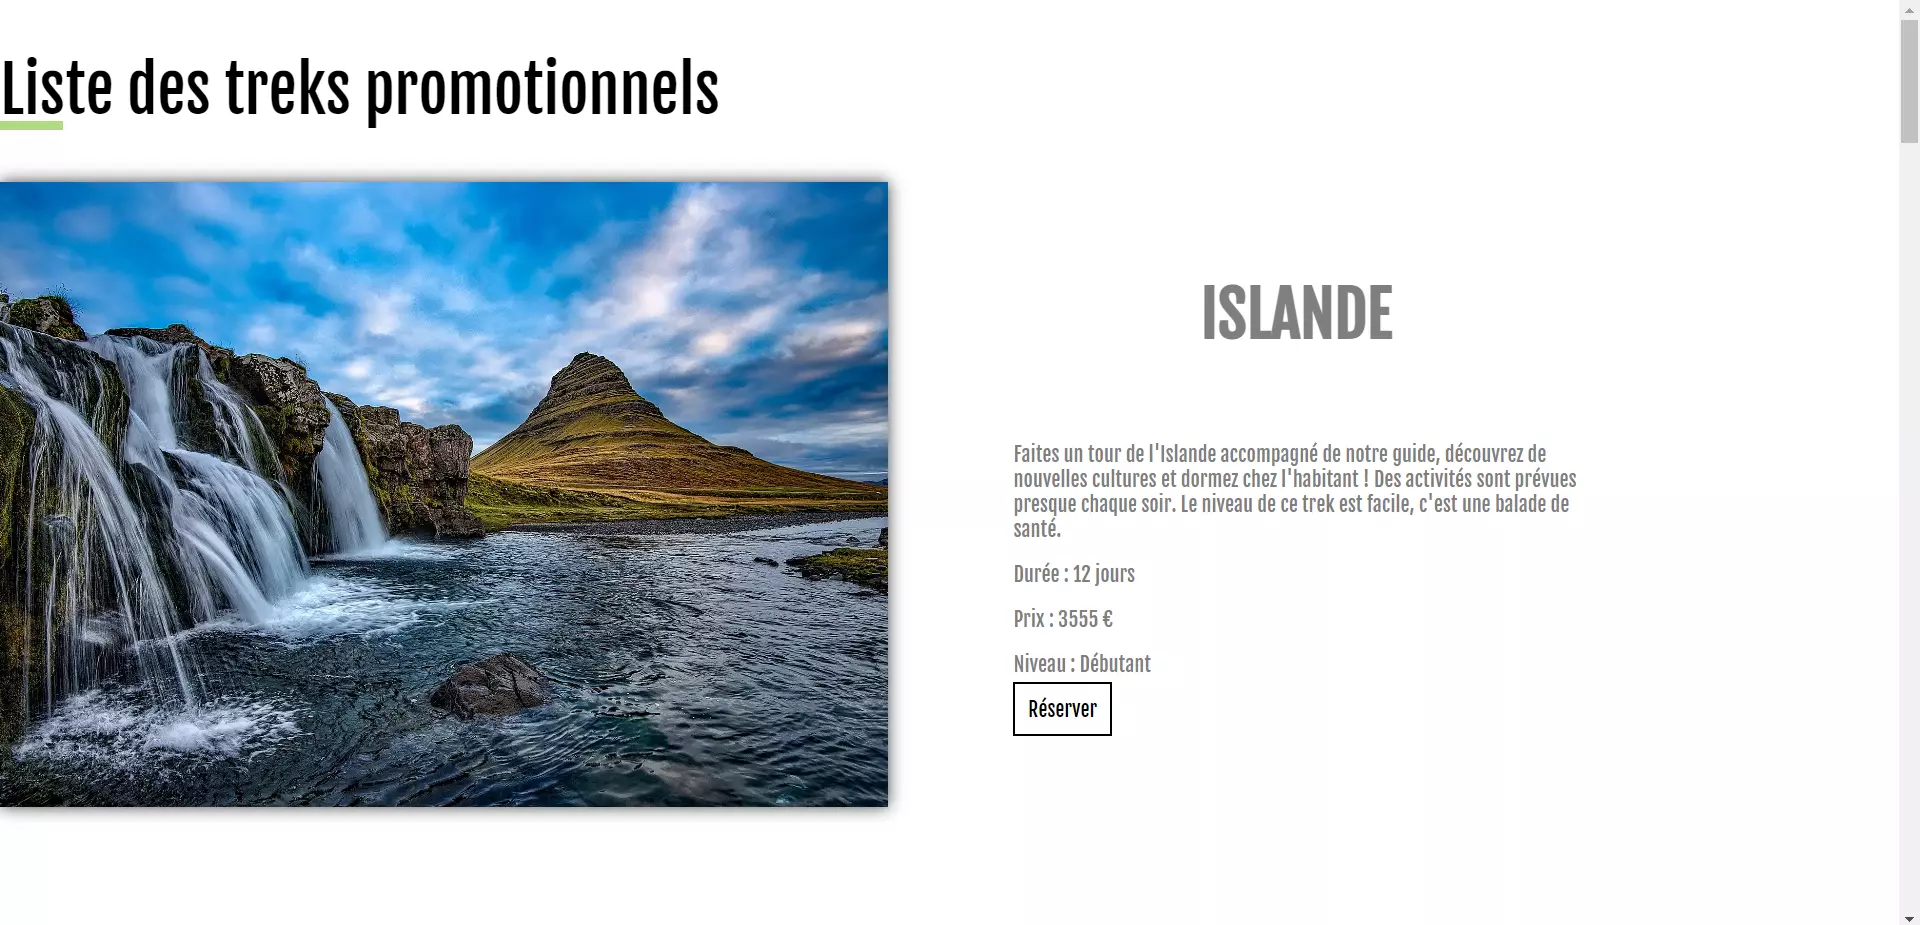 Liste des treks promotionnels
ISLANDE
Faites un tour de l'Islande accompagné de notre guide, découvrez de
nouvelles cultures et dormez chez l'habitant ! Des activités sont prévues
presque chaque soir. Le niveau de ce trek est facile, c'est une balade de
santé.
Durée : 12 jours
Prix : 3555 €
Niveau : Débutant
Réserver